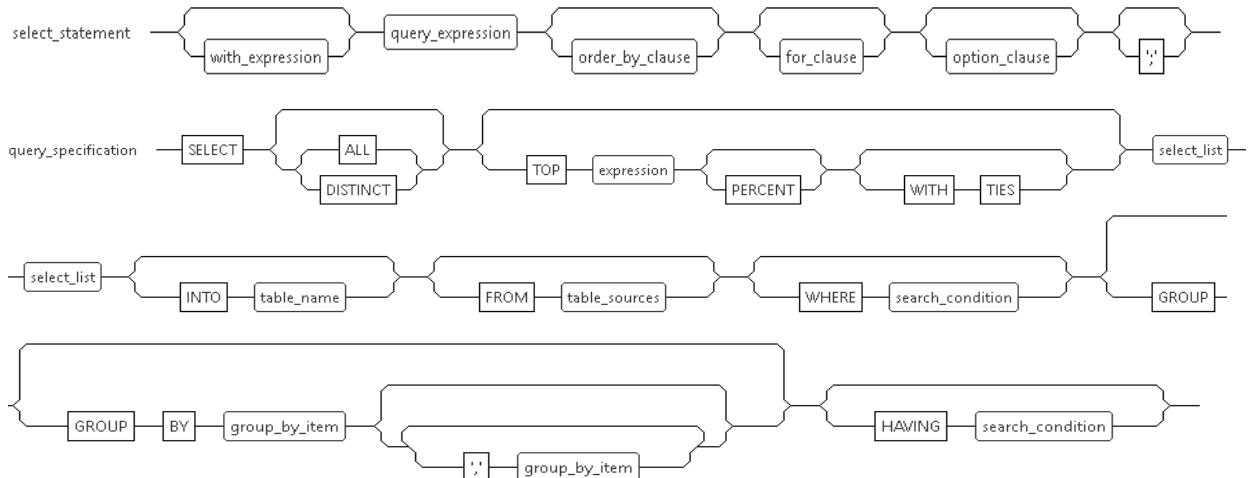 select_statement with_expression query_expression order_by_clause for_clause option_clause ';'
query_specification SELECT ALL DISTINCT TOP expression PERCENT WITH TIES select_list
select_list INTO table_name FROM table_sources WHERE search_condition GROUP
GROUP BY group_by_item ',' group_by_item HAVING search_condition